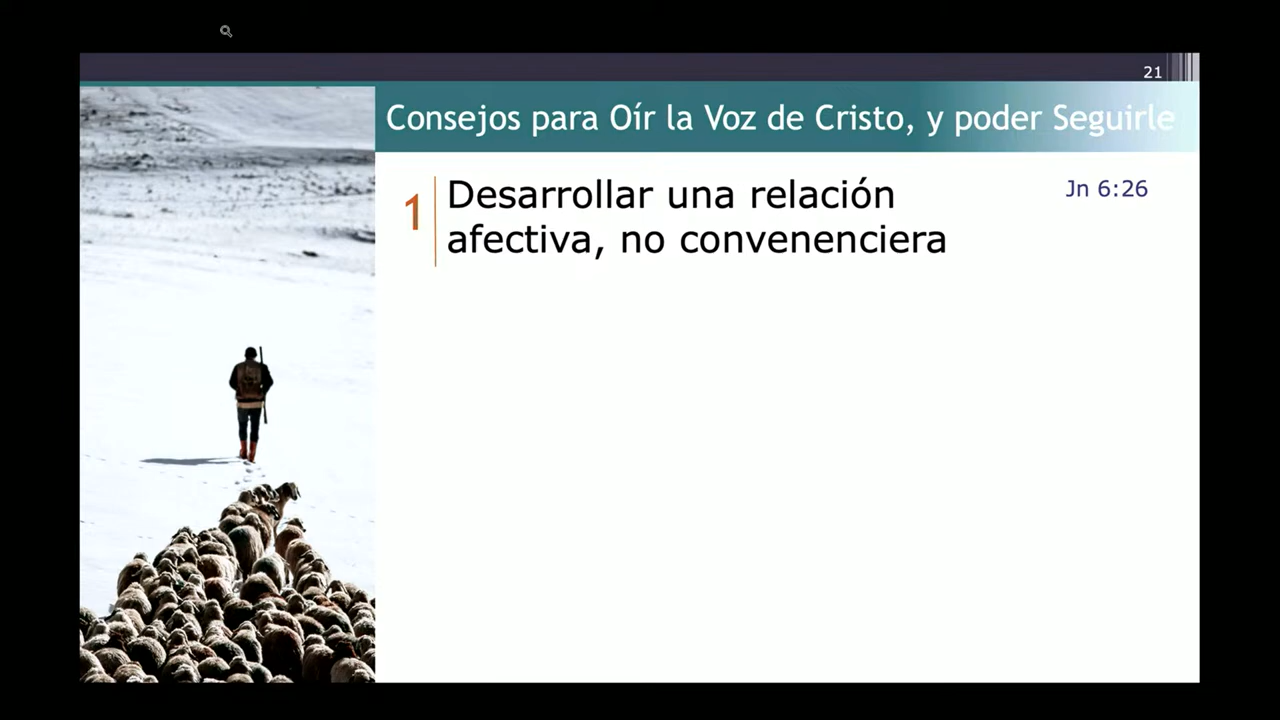 21
Consejos para Oír la Voz de Cristo, y poder Seguirle
1
Desarrollar una relación
afectiva, no convenenciera
Jn 6:26